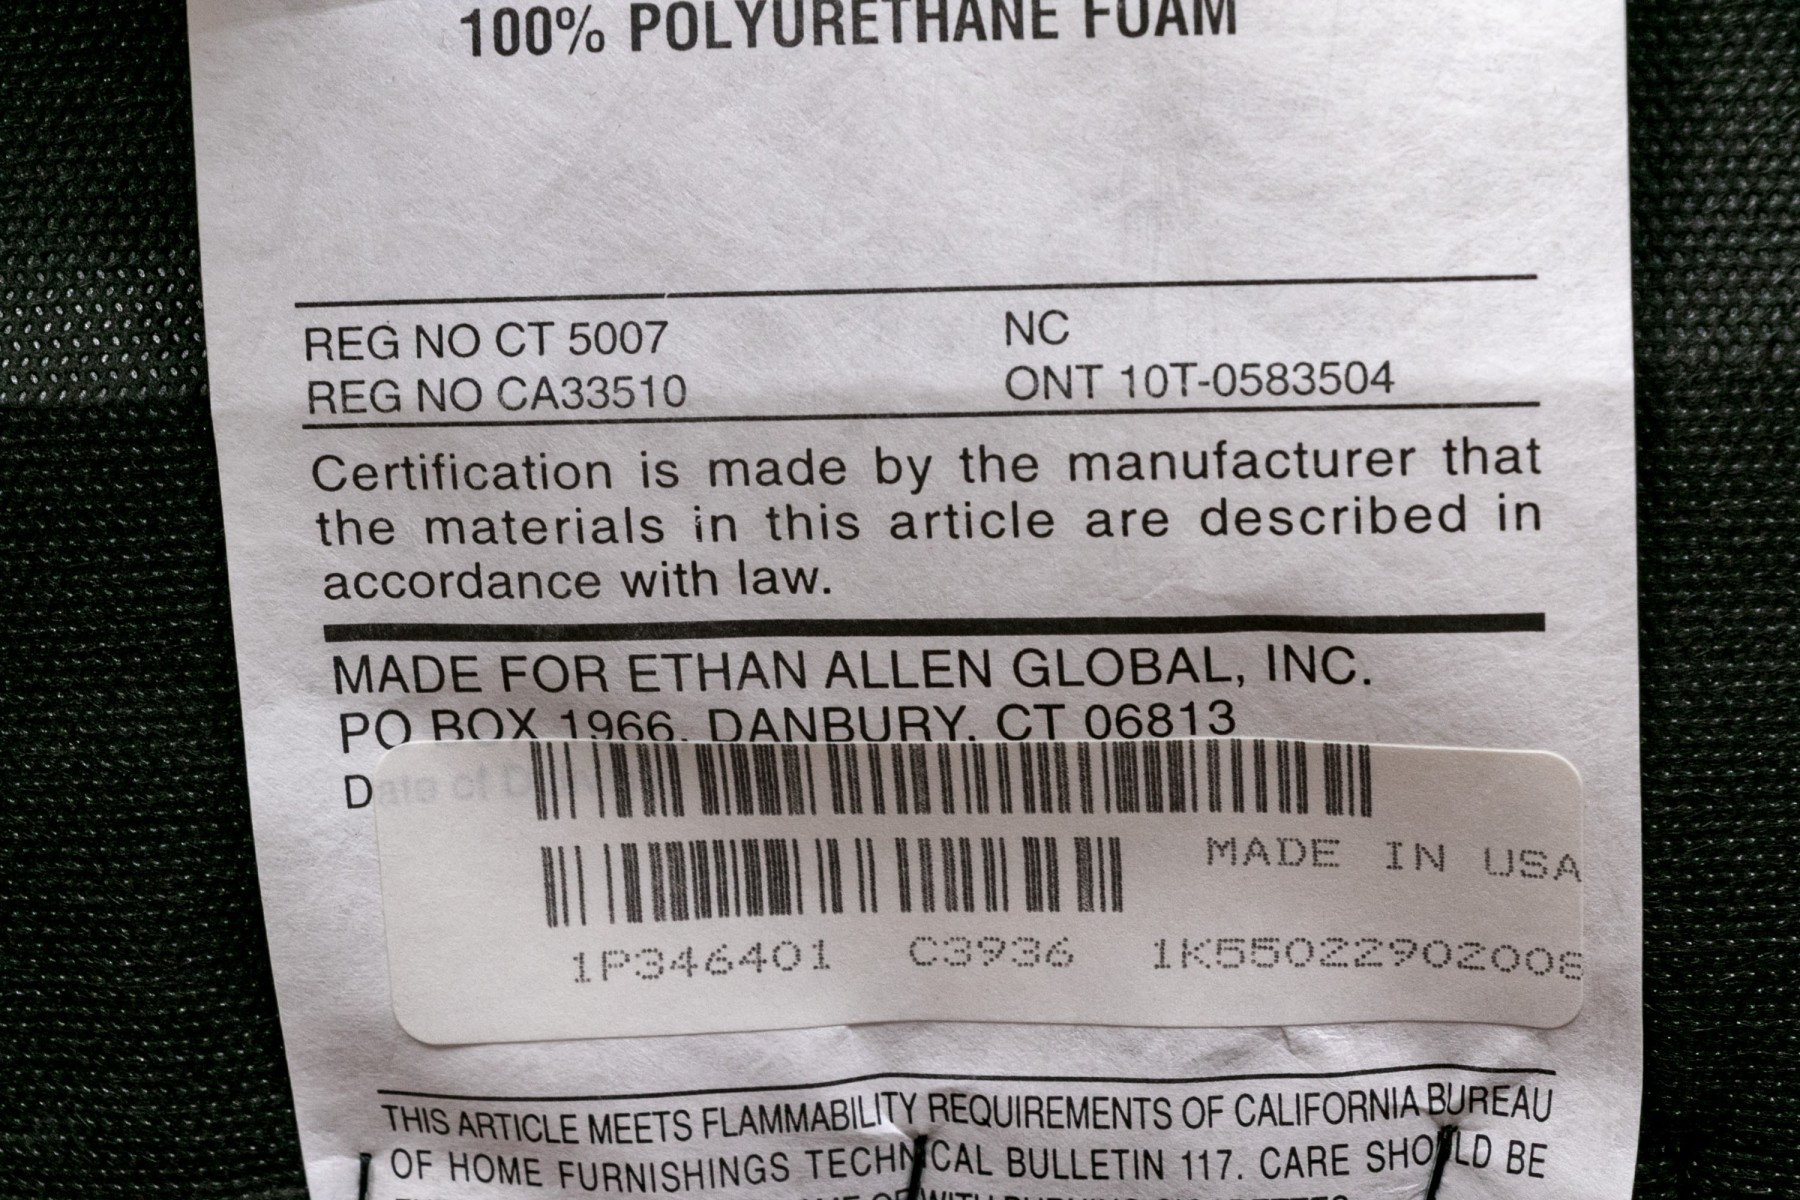 100% POLYURETHANE FOAM
REG NO CT 5007
NC
REG NO CA33510
ONT 10T-0583504
Certification is made by the manufacturer that
the materials in this article are described in
accordance with law.
MADE FOR ETHAN ALLEN GLOBAL, INC.
PO BOX 1966, DANBURY, CT 06813
Date of D
MADE IN USA
1P346401 C3936 1K5502290200
THIS ARTICLE MEETS FLAMMABILITY REQUIREMENTS OF CALIFORNIA BUREAU
OF HOME FURNISHINGS TECHNICAL BULLETIN 117. CARE SHOULD BE